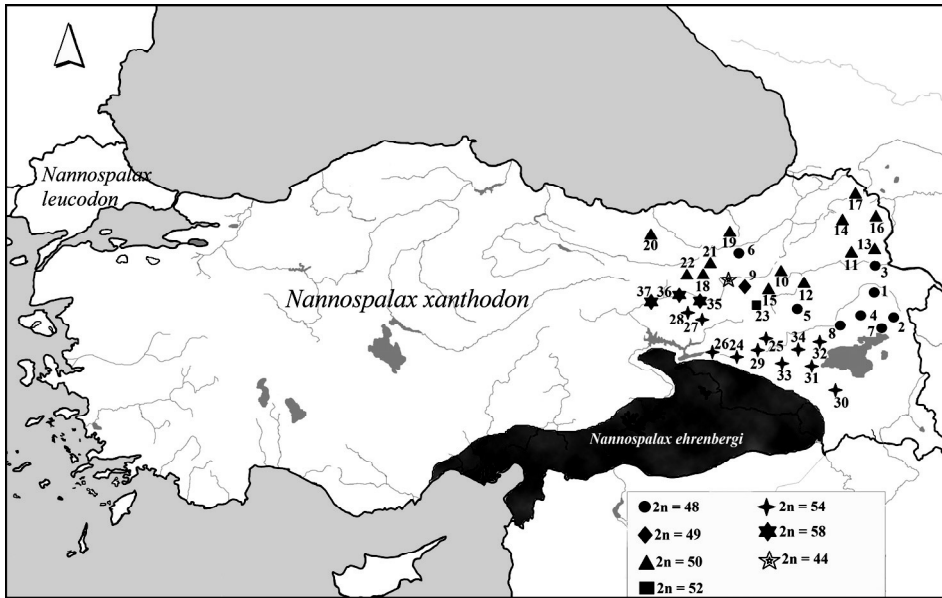 Nannospalax
leucodon
17
14 16
20 19 13
6 11 3
21
22 18 9 10 1
37 36 35 15 12
23 5 4 2
28 27 8 7
26 24 25 34 32
29 33 31
30
Nannospalax xanthodon
Nannospalax ehrenbergi
2n = 48 2n = 54
2n = 49 2n = 58
2n = 50 2n = 44
2n = 52